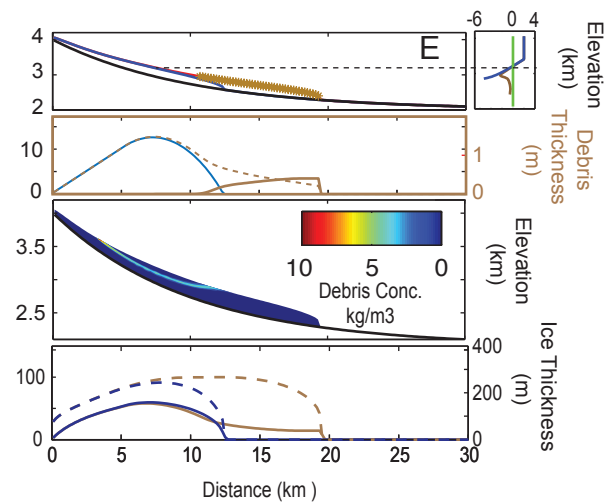 -6 0 2 4
4
3
2
E
Elevation
(km)
10
0
1
0
Debris
Thickness
(m)
3.5
2.5
10 5 0
Debris Conc.
kg/m3
Elevation
(km)
100
50
0
400
200
0
Ice Thickness
(m)
0 5 10 15 20 25 30
Distance (km )